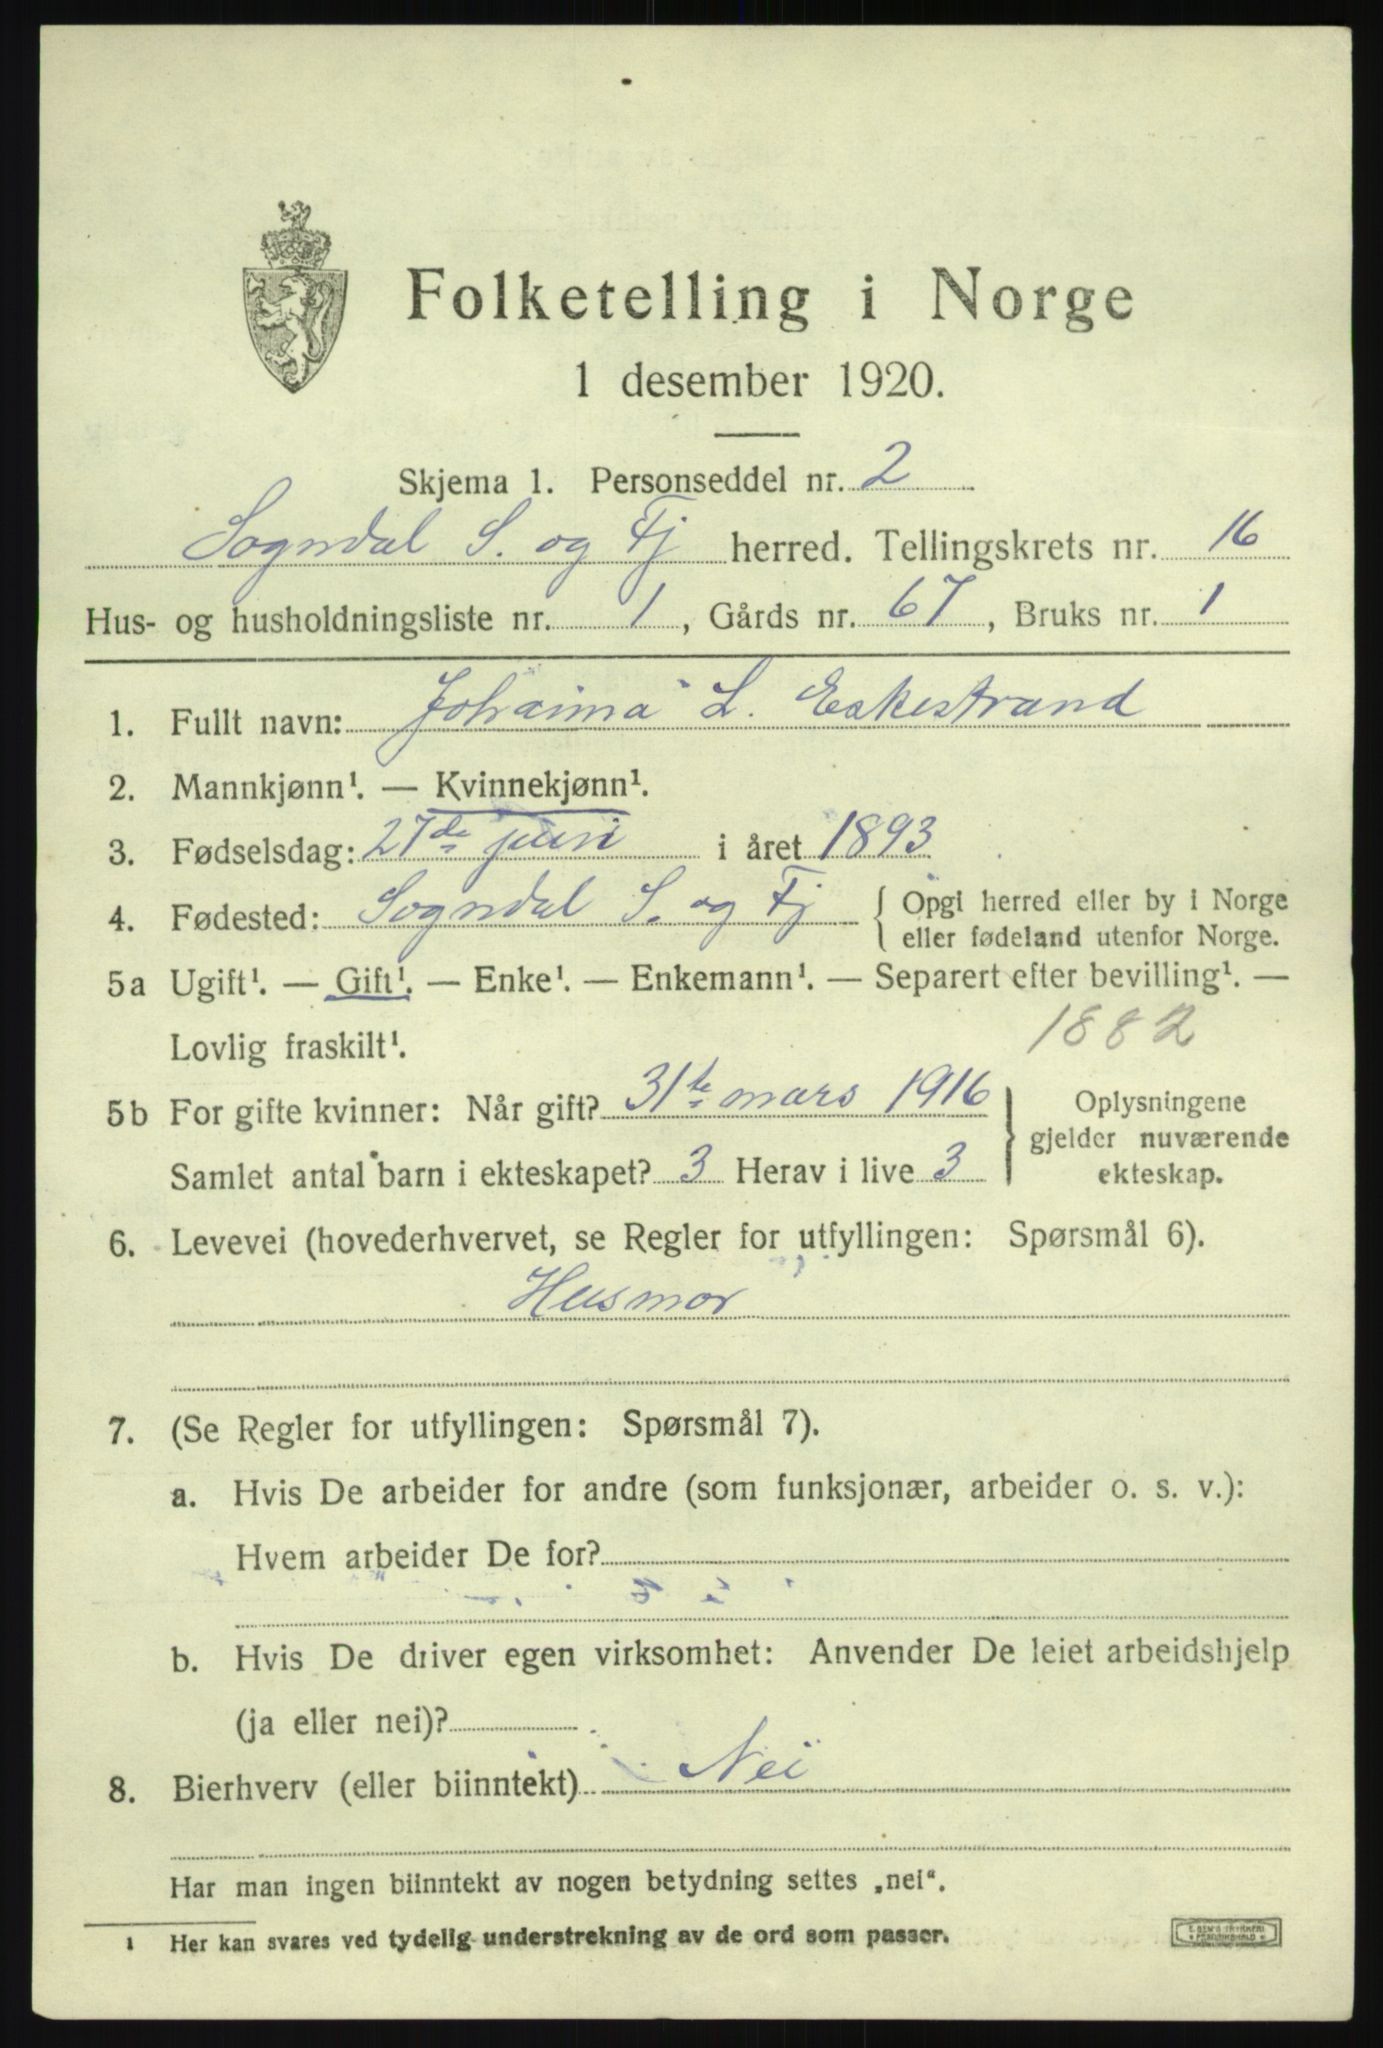 Folketelling i Norge
1 desember 1920.
Skjema 1. Personseddel nr. 2
Sogndal S. og Fj herred. Tellingskrets nr. 16
Hus- og husholdningsliste nr. 1, Gårds nr. 67, Bruks nr. 1
1. Fullt navn: Johanna L. Eskestrand
2. Mannkjønn¹. — Kvinnekjønn¹.
3. Fødselsdag: 27de juni i året 1893
4. Fødested: Sogndal S. og Fj { Opgi herred eller by i Norge
eller fødeland utenfor Norge.
5a Ugift¹. — Gift¹. — Enke¹. — Enkemann¹. — Separert efter bevilling¹. —
Lovlig fraskilt¹. 1882
5b For gifte kvinner: Når gift? 31te mars 1916 } Oplysningene
gjelder nuværende
Samlet antal barn i ekteskapet? 3 Herav i live 3 ekteskap.
6. Levevei (hovederhvervet, se Regler for utfyllingen: Spørsmål 6).
Husmor
7. (Se Regler for utfyllingen: Spørsmål 7).
a. Hvis De arbeider for andre (som funksjonær, arbeider o. s. v.):
Hvem arbeider De for?
b. Hvis De driver egen virksomhet: Anvender De leiet arbeidshjelp
(ja eller nei)?
8. Bierhverv (eller biinntekt) Nei
Har man ingen biinntekt av nogen betydning settes „nei“.
¹ Her kan svares ved tydelig understrekning av de ord som passer.